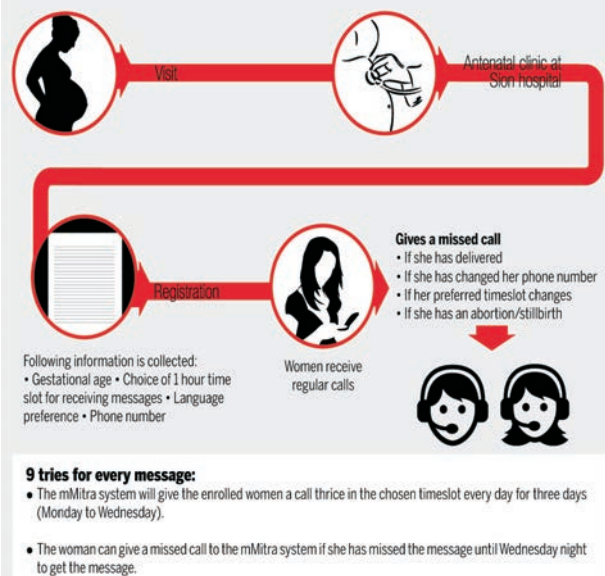 Visit
Antenatal clinic at
Sion hospital
Registration
Following information is collected:
• Gestational age • Choice of 1 hour time
slot for receiving messages • Language
preference • Phone number
Women receive
regular calls
Gives a missed call
• If she has delivered
• If she has changed her phone number
• If her preferred timeslot changes
• If she has an abortion/stillbirth
9 tries for every message:
• The mMitra system will give the enrolled women a call thrice in the chosen timeslot every day for three days
(Monday to Wednesday).
• The woman can give a missed call to the mMitra system if she has missed the message until Wednesday night
to get the message.